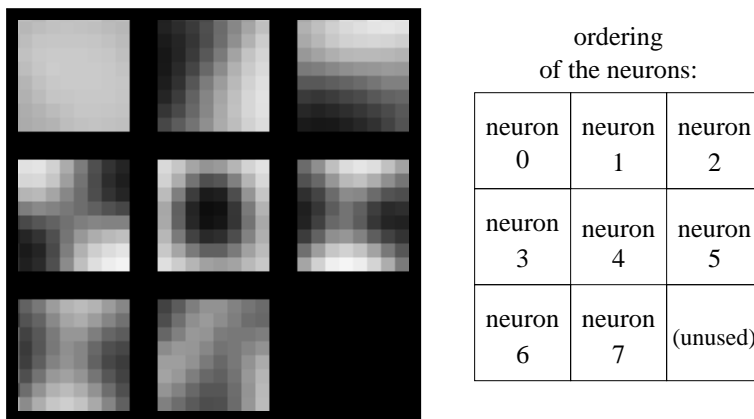 ordering
of the neurons:
neuron
0
neuron
1
neuron
2
neuron
3
neuron
4
neuron
5
neuron
6
neuron
7
(unused)